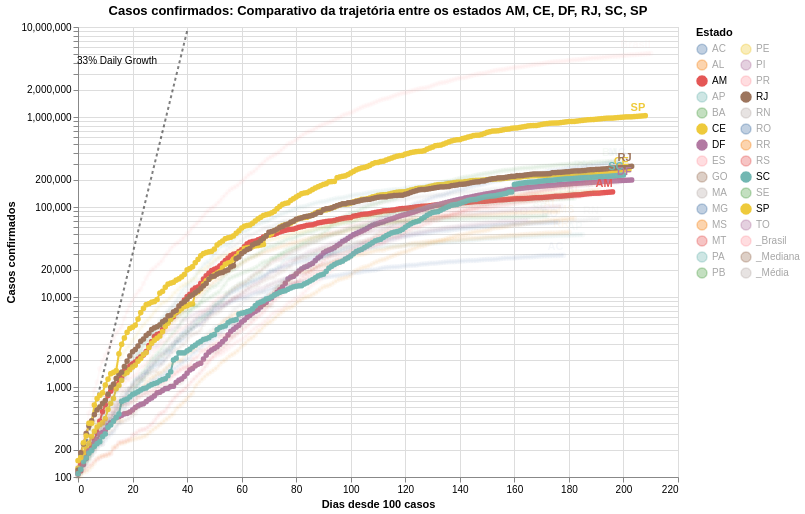 Casos confirmados: Comparativo da trajetória entre os estados AM, CE, DF, RJ, SC, SP
10,000,000
2,000,000
1,000,000
200,000
100,000
20,000
10,000
2,000
1,000
200
100
Casos confirmados
33% Daily Growth
SP
RJ
AM
0 20 40 60 80 100 120 140 160 180 200 220
Dias desde 100 casos
Estado
AC
AL
AM
AP
BA
CE
DF
ES
GO
MA
MG
MS
MT
PA
PB
PE
PI
PR
RJ
RN
RO
RR
RS
SC
SE
SP
TO
_Brasil
_Mediana
_Média